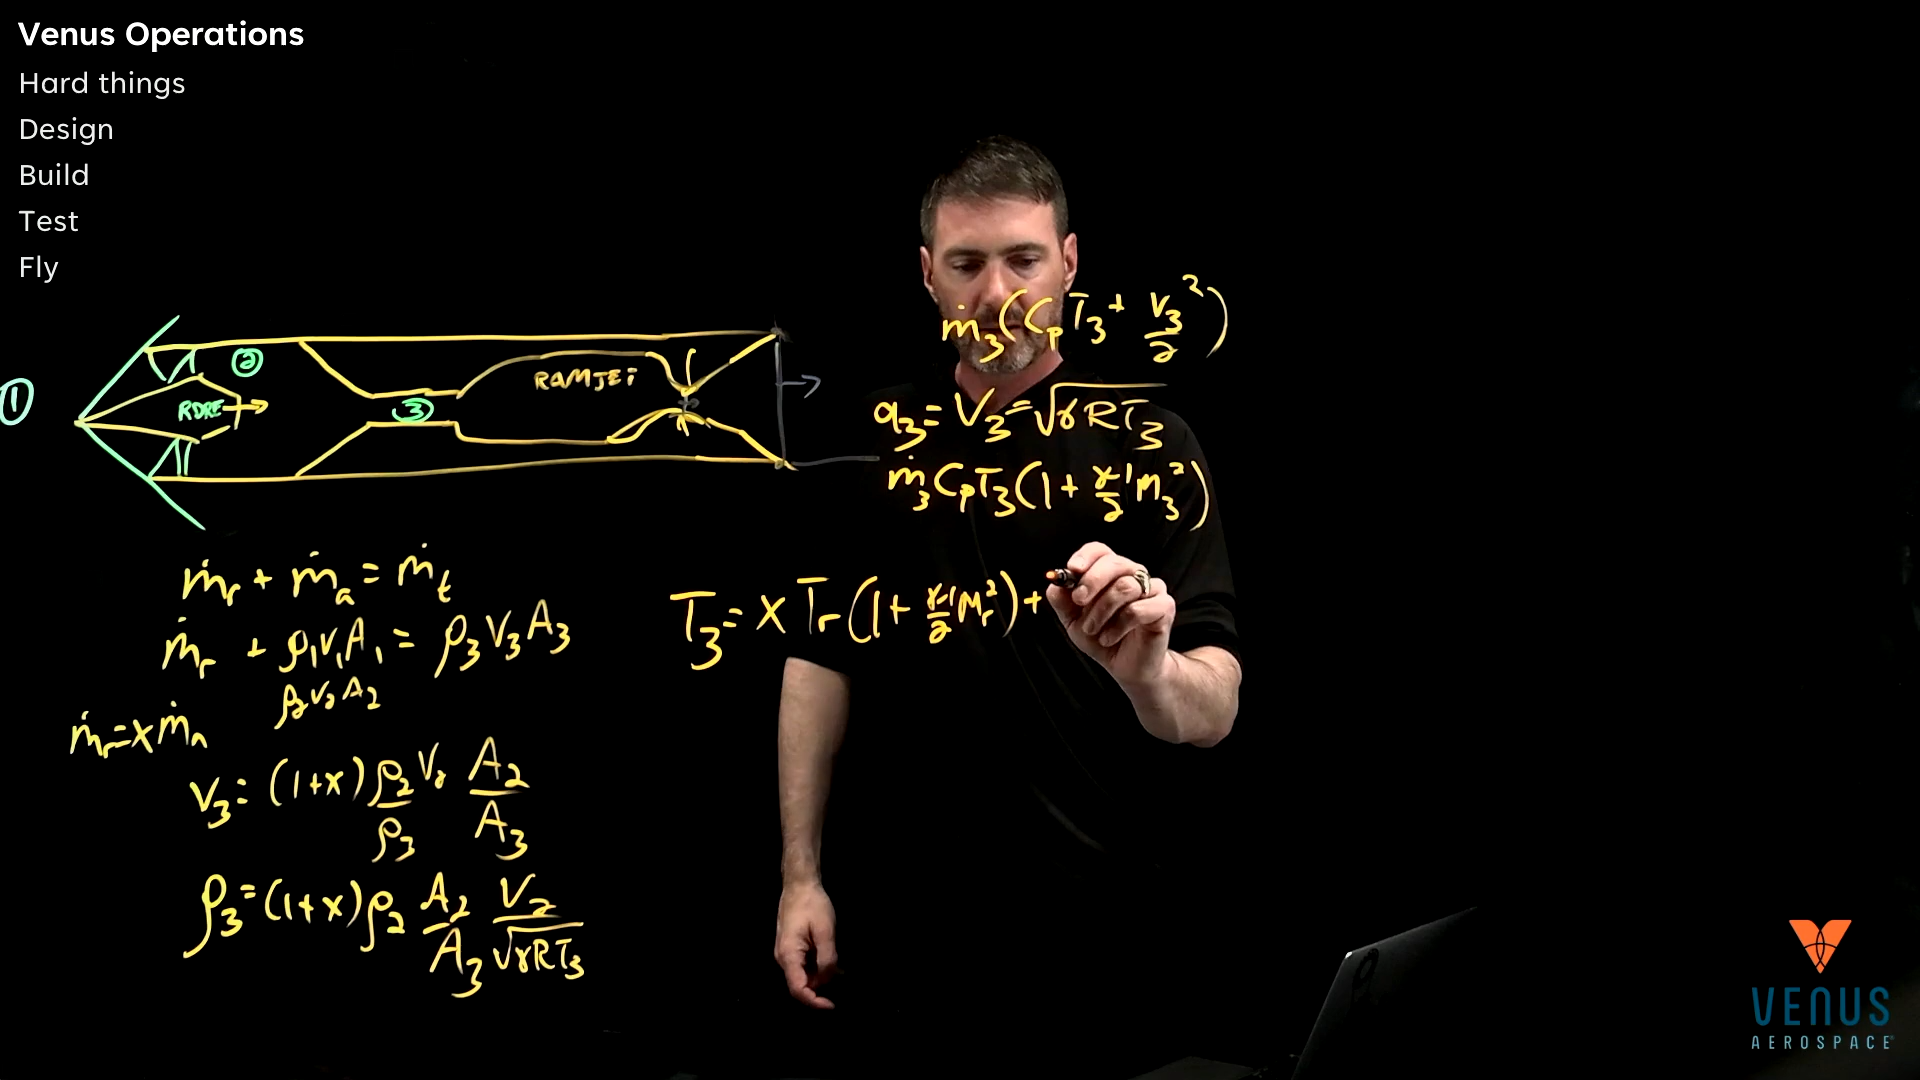 Venus Operations
Hard things
Design
Build
Test
Fly
①
②
RDRE
③
RAMJET
ṁ₃(CₚT₃ + V₃²/2)
a₃ = V₃ = √γRT₃
ṁ₃CₚT₃(1 + γ-1/2 M₃²)
ṁr + ṁa = ṁt
ṁr + ρ₁V₁A₁ = ρ₃V₃A₃
ρ₂V₂A₂
ṁr = xṁa
T₃ = x Tr(1 + γ-1/2 Mr²) +
V₃ = (1+x) ρ₂/ρ₃ V₂ A₂/A₃
ρ₃ = (1+x)ρ₂ A₂/A₃ V₂/√γRT₃
VENUS
AEROSPACE